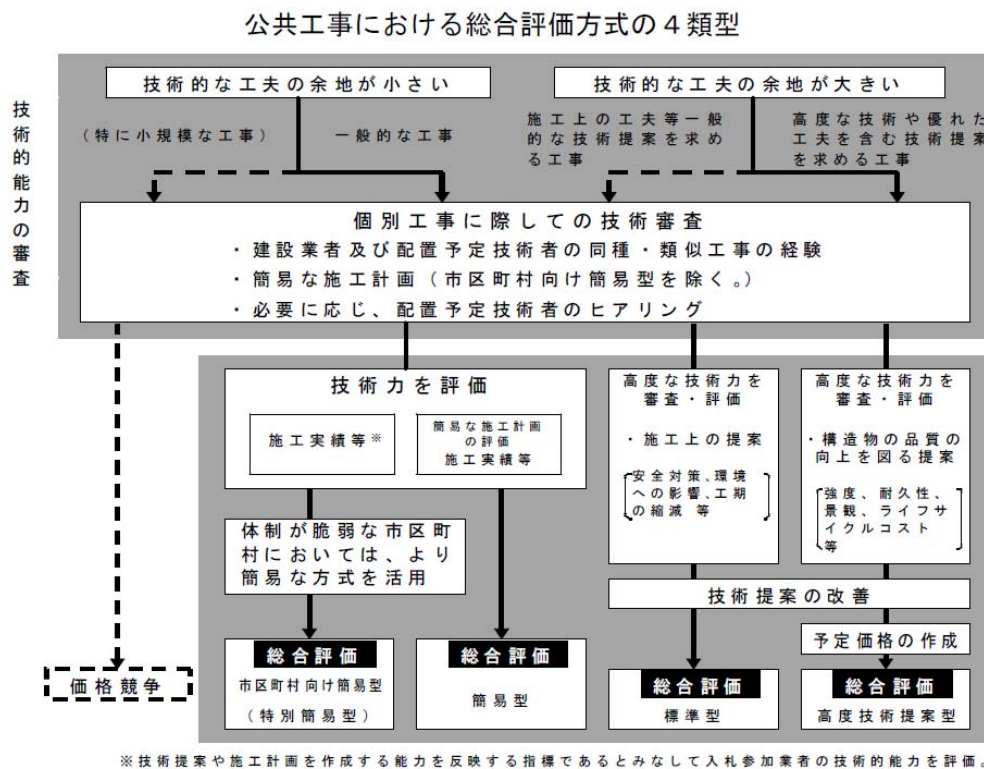 公共工事における総合評価方式の４類型
技術的能力の審査
技術的な工夫の余地が小さい
技術的な工夫の余地が大きい
（特に小規模な工事）
一般的な工事
施工上の工夫等一般
的な技術提案を求め
る工事
高度な技術や優れた
工夫を含む技術提案
を求める工事
個別工事に際しての技術審査
・建設業者及び配置予定技術者の同種・類似工事の経験
・簡易な施工計画（市区町村向け簡易型を除く。）
・必要に応じ、配置予定技術者のヒアリング
技術力を評価
施工実績等※
簡易な施工計画
の評価
施工実績等
高度な技術力を
審査・評価
・施工上の提案
安全対策、環境
への影響、工期
の縮減 等
高度な技術力を
審査・評価
・構造物の品質の
向上を図る提案
強度、耐久性、
景観、ライフサ
イクルコスト
等
体制が脆弱な市区町
村においては、より
簡易な方式を活用
技術提案の改善
予定価格の作成
価格競争
総合評価
市区町村向け簡易型
（特別簡易型）
総合評価
簡易型
総合評価
標準型
総合評価
高度技術提案型
※技術提案や施工計画を作成する能力を反映する指標であるとみなして入札参加業者の技術的能力を評価。